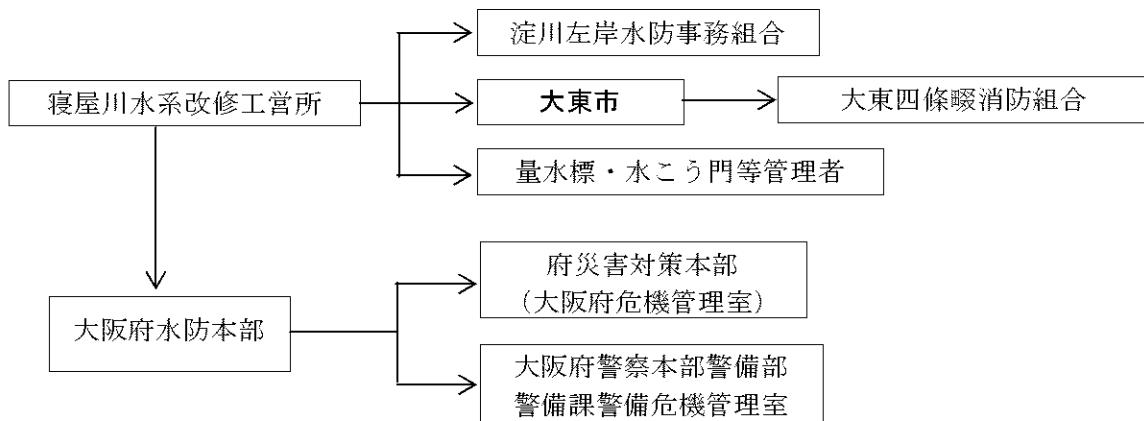 淀川左岸水防事務組合
寝屋川水系改修工営所
大東市
大東四條畷消防組合
量水標・水こう門等管理者
府災害対策本部
（大阪府危機管理室）
大阪府水防本部
大阪府警察本部警備部
警備課警備危機管理室